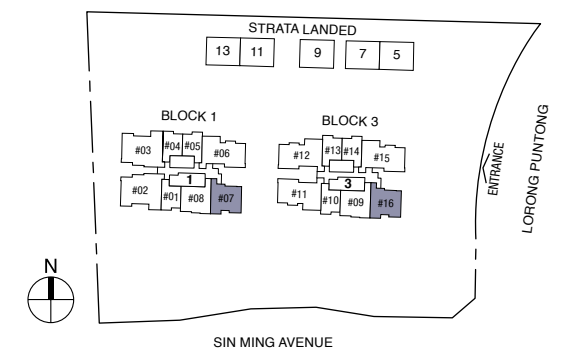 STRATA LANDED
13 11 9 7 5
BLOCK 1
BLOCK 3
#03 #04 #05 #06
#12 #13 #14 #15
1
3
#02 #01 #08 #07
#11 #10 #09 #16
ENTRANCE
LORONG PUNTONG
N
SIN MING AVENUE